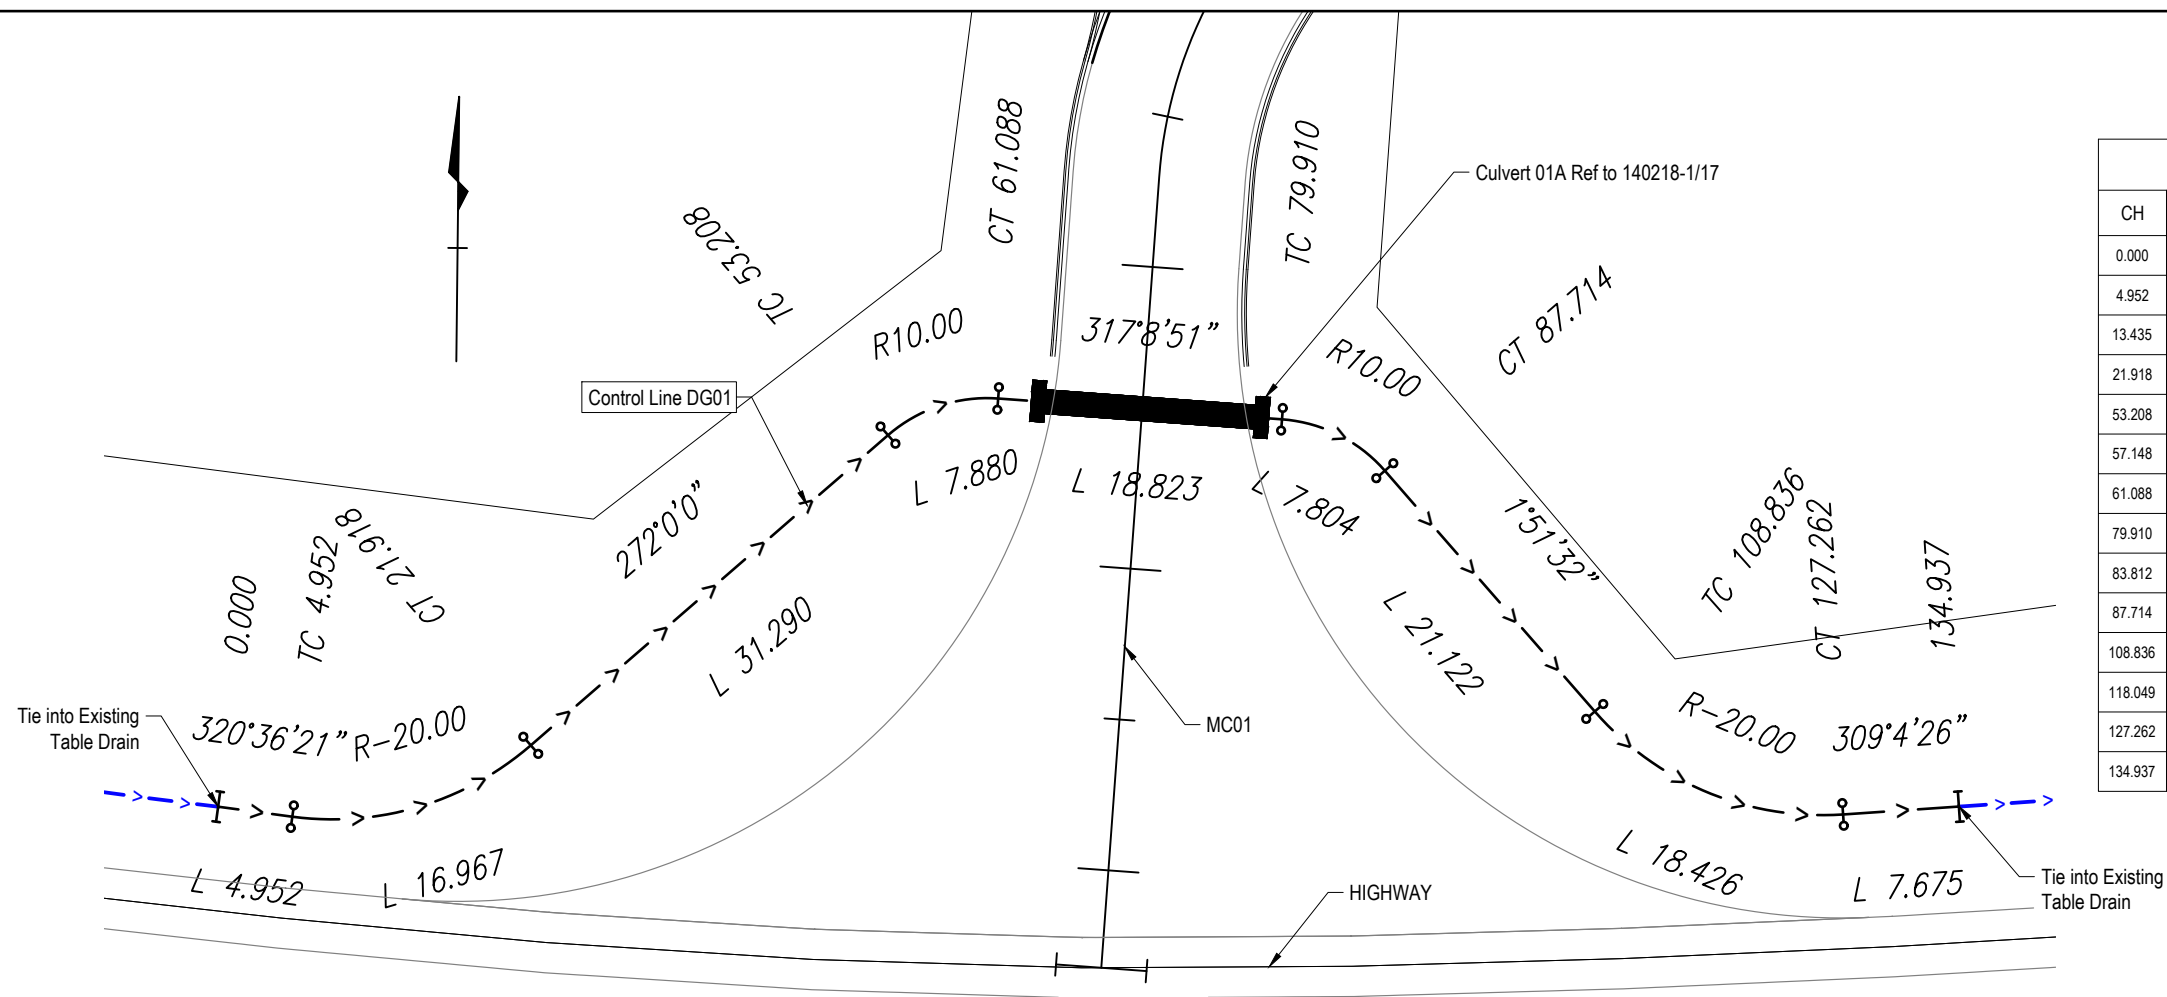 CT 61.088
TC 79.910
Culvert 01A Ref to 140218-1/17
TC 53.208
CT 87.714
R10.00
317°8'51"
R10.00
Control Line DG01
272°0'0"
L 7.880
L 18.823
L 7.804
1°51'32"
0.000
TC 4.952
CT 21.918
L 31.290
L 21.122
TC 108.836
CT 127.262
134.937
Tie into Existing
Table Drain
320°36'21"
R-20.00
MC01
R-20.00
309°4'26"
L 4.952
L 16.967
HIGHWAY
L 18.426
L 7.675
Tie into Existing
Table Drain
CH
0.000
4.952
13.435
21.918
53.208
57.148
61.088
79.910
83.812
87.714
108.836
118.049
127.262
134.937